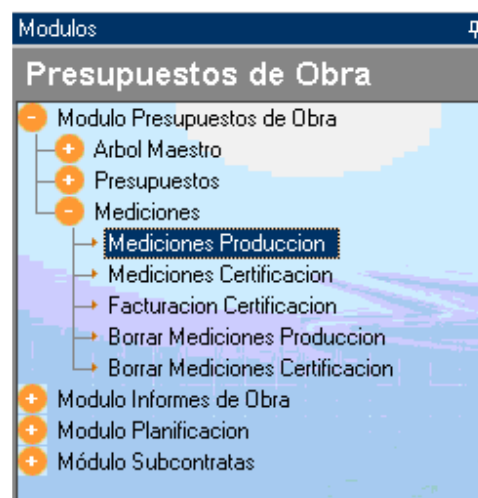 Modulos
Presupuestos de Obra
Modulo Presupuestos de Obra
Arbol Maestro
Presupuestos
Mediciones
Mediciones Produccion
Mediciones Certificacion
Facturacion Certificacion
Borrar Mediciones Produccion
Borrar Mediciones Certificacion
Modulo Informes de Obra
Modulo Planificacion
Módulo Subcontratas